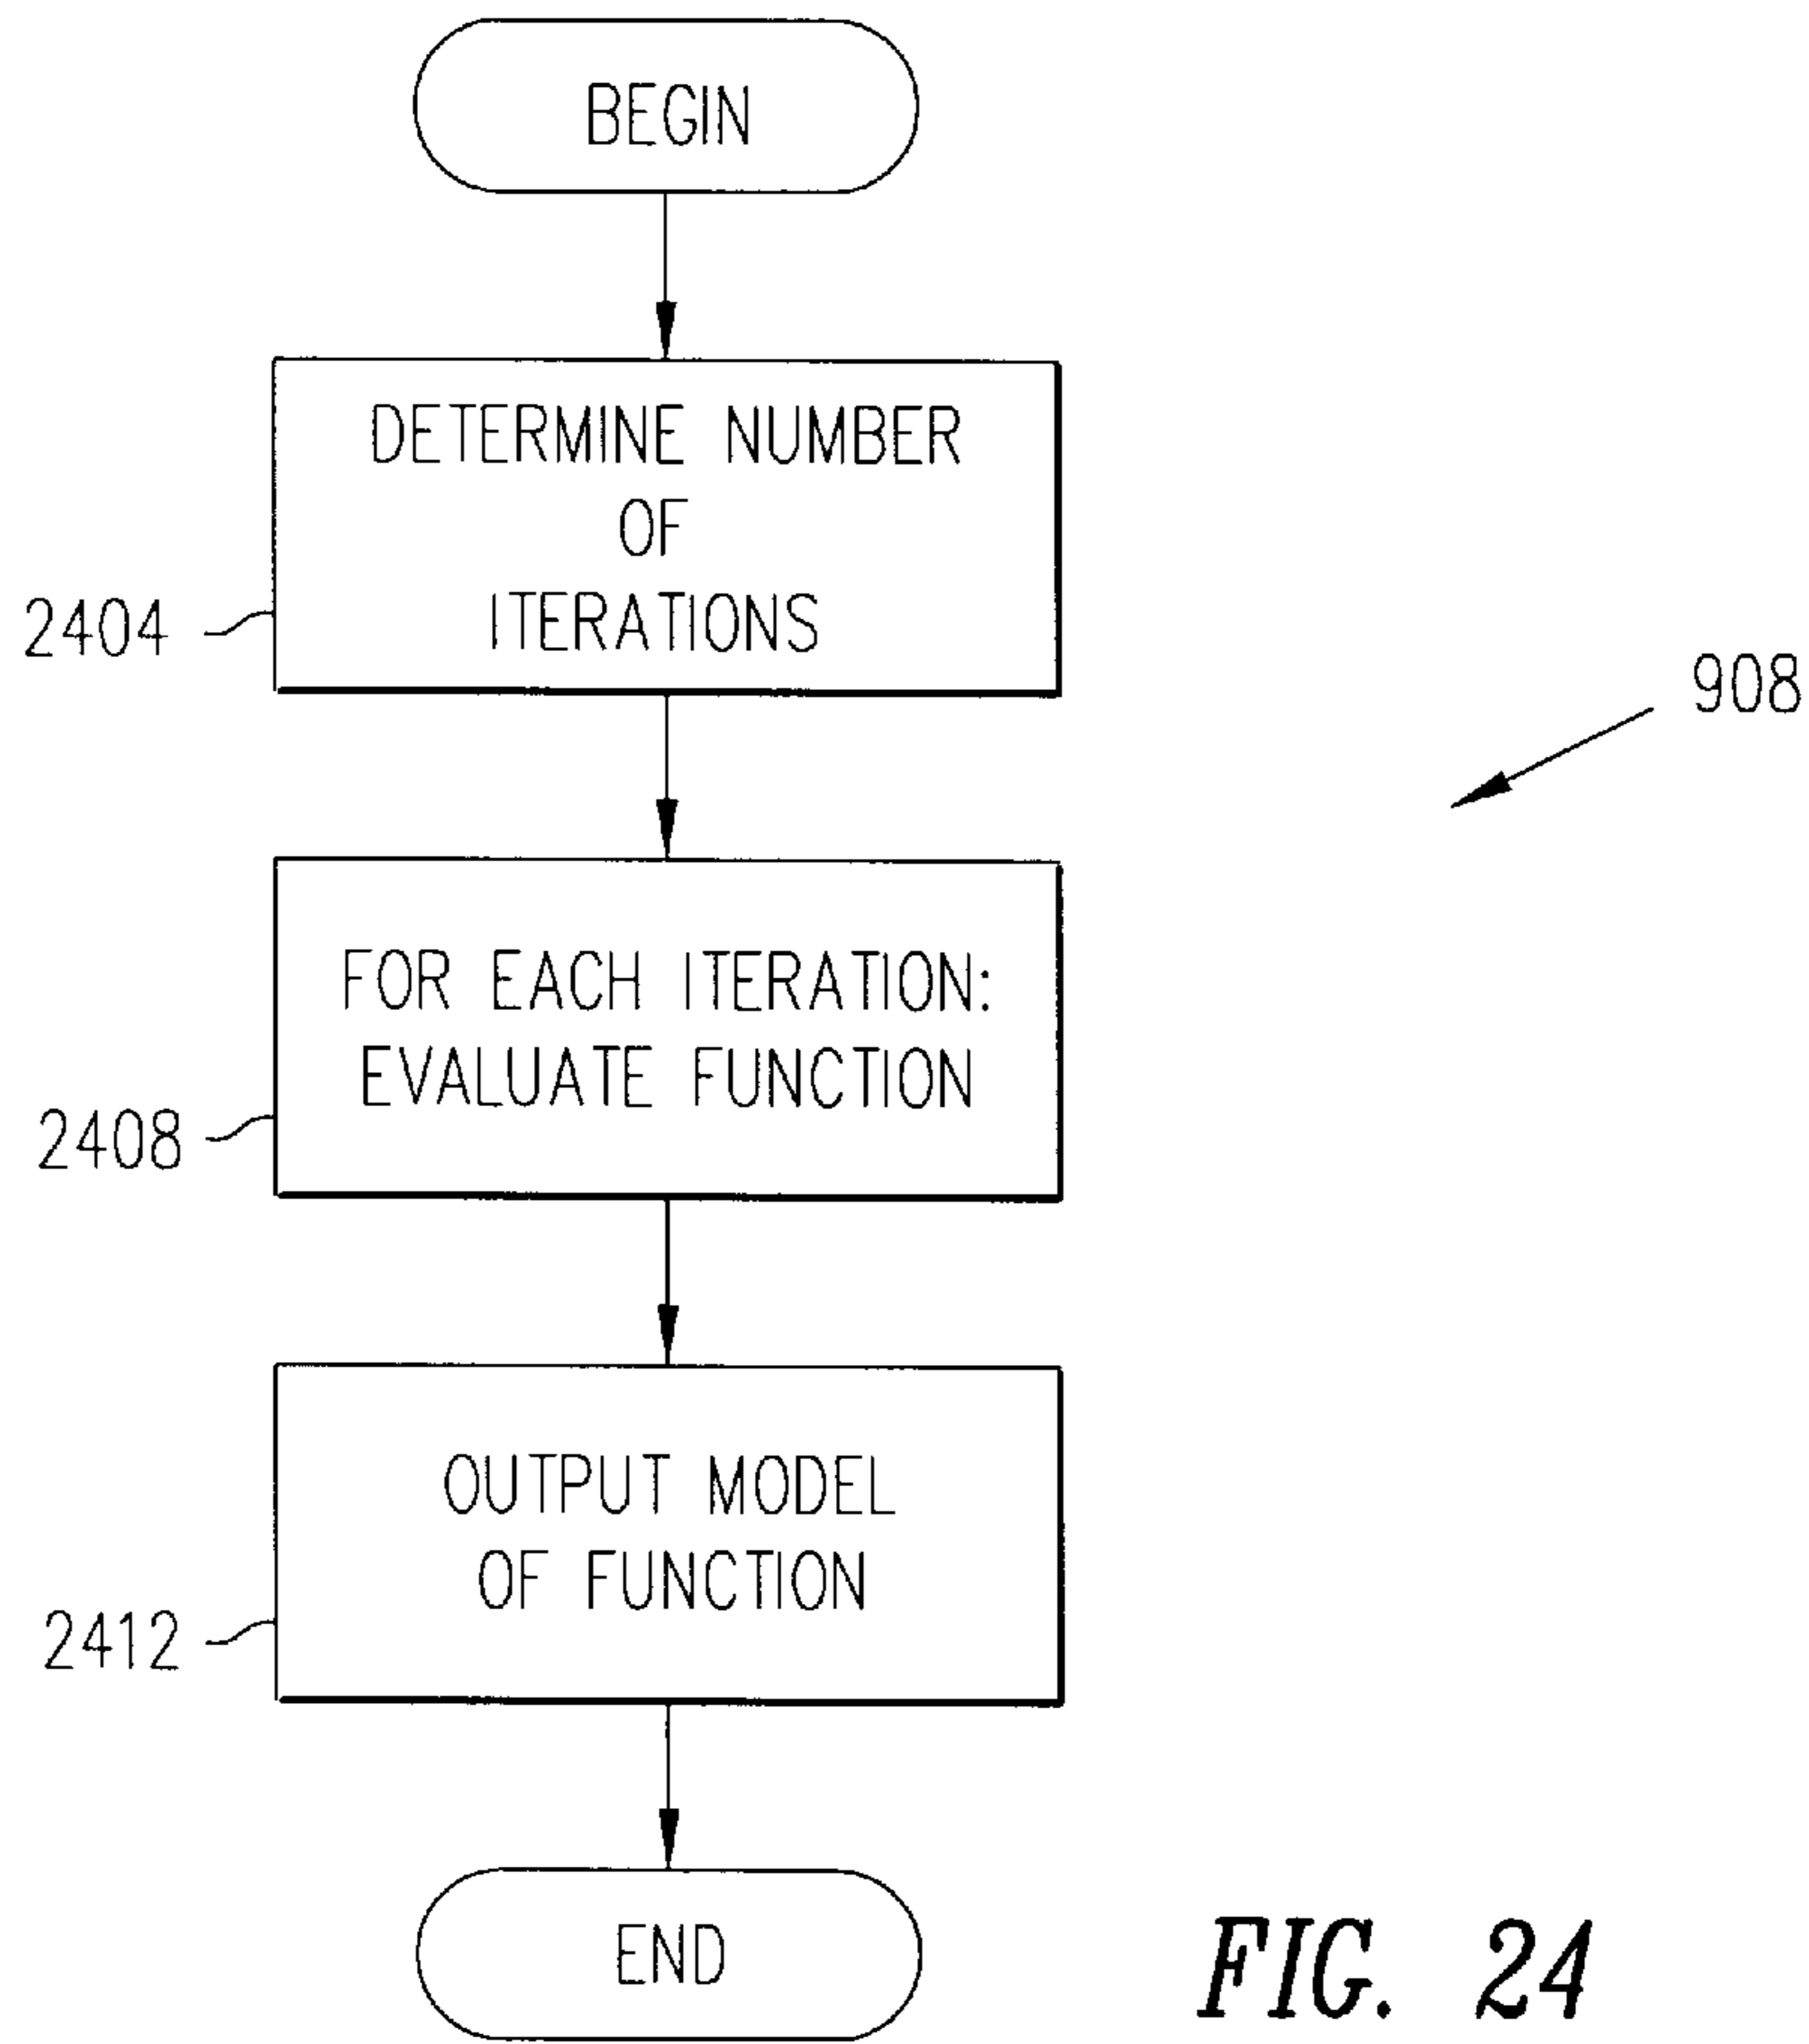 BEGIN
DETERMINE NUMBER
OF
ITERATIONS
2404
908
FOR EACH ITERATION:
EVALUATE FUNCTION
2408
OUTPUT MODEL
OF FUNCTION
2412
END
FIG. 24